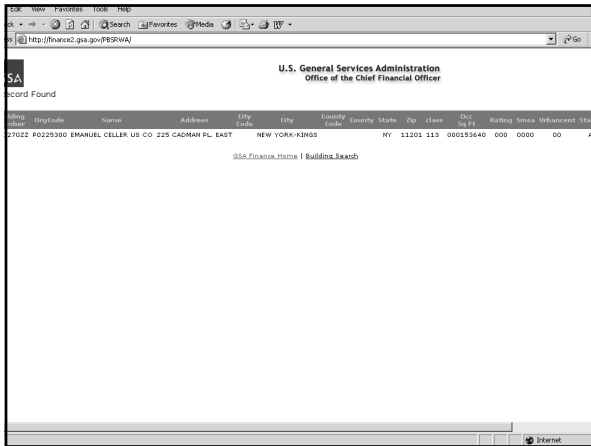 Edit View Favorites Tools Help
Search Favorites Media
http://finance2.gsa.gov/PBSRWA/ Go
GSA
U.S. General Services Administration
Office of the Chief Financial Officer
ecord Found
OrgCode Name Address City Code City County Code County State Zip class Occ Sq Ft Rating Smsa Urbancent Sta
270ZZ P0225300 EMANUEL CELLER US CO 225 CADMAN PL. EAST NEW YORK-KINGS NY 11201 113 000153640 000 0000 00 A
GSA Finance Home | Building Search
Internet